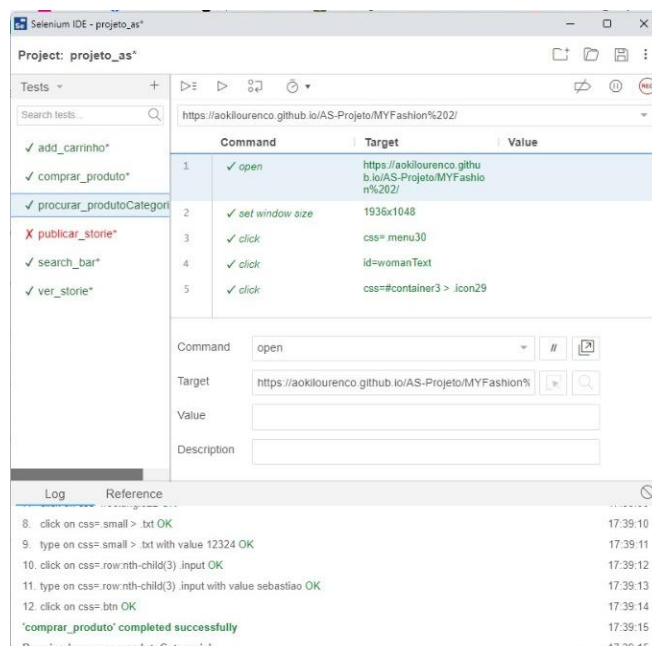 Selenium IDE - projeto_as*
Project: projeto_as*
Tests
Search tests...
https://aokilourenco.github.io/AS-Projeto/MYFashion%202/
REC
✓ add_carrinho*
✓ comprar_produto*
✓ procurar_produtoCategori
✗ publicar_storie*
✓ search_bar*
✓ ver_storie*
Command Target Value
1 ✓ open https://aokilourenco.githu
b.io/AS-Projeto/MYFashio
n%202/
2 ✓ set window size 1936x1048
3 ✓ click css=.menu30
4 ✓ click id=womanText
5 ✓ click css=#container3 > .icon29
Command open //
Target https://aokilourenco.github.io/AS-Projeto/MYFashion%
Value
Description
Log Reference
8. click on css=.small > .txt OK 17:39:10
9. type on css=.small > .txt with value 12324 OK 17:39:11
10. click on css=.row:nth-child(3) .input OK 17:39:12
11. type on css=.row:nth-child(3) .input with value sebastiao OK 17:39:13
12. click on css=.btn OK 17:39:14
'comprar_produto' completed successfully 17:39:15